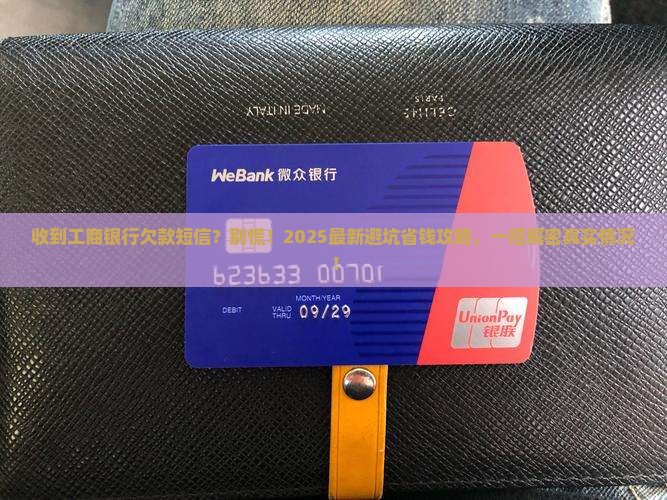 MADE IN ITALY
PARIS
WeBank 微众银行
收到工商银行欠款短信？别慌！2025最新避坑省钱攻略，一键解密真实情况
！
623633 00701
MONTH/YEAR
DEBIT
VALID
THRU
09/29
UnionPay
银联